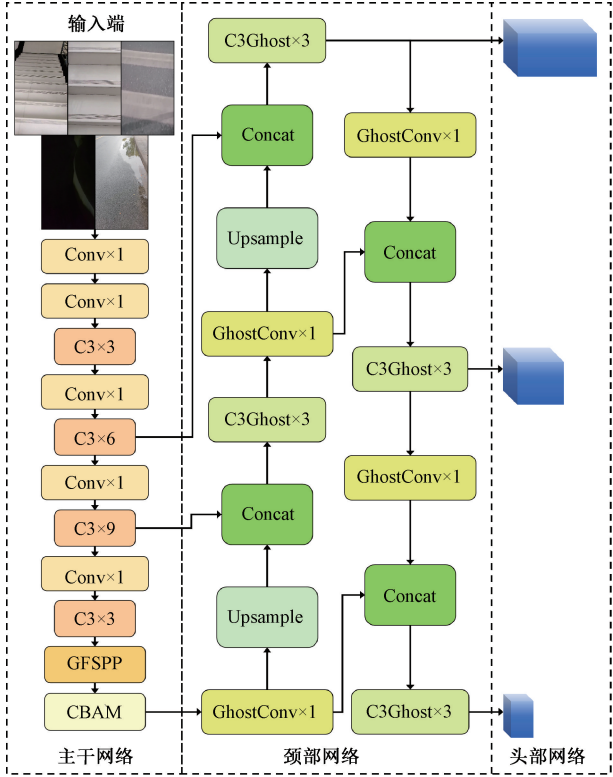 输入端
Conv×1
Conv×1
C3×3
Conv×1
C3×6
Conv×1
C3×9
Conv×1
C3×3
GFSPP
CBAM
主干网络
C3Ghost×3
Concat
Upsample
GhostConv×1
C3Ghost×3
Concat
Upsample
GhostConv×1
GhostConv×1
Concat
C3Ghost×3
GhostConv×1
Concat
C3Ghost×3
颈部网络
头部网络